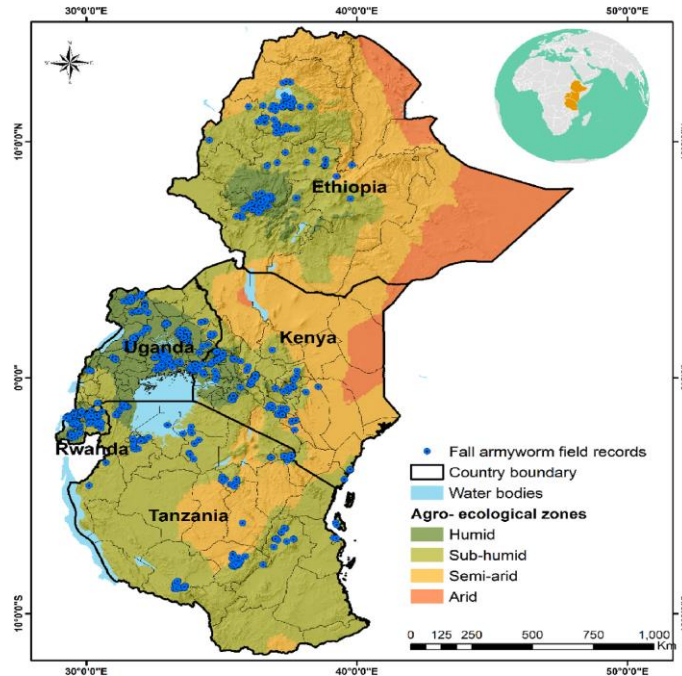 30°0'0"E 40°0'0"E 50°0'0"E
N
10°0'0"N
Ethiopia
Kenya
Uganda
0°0'0"
Rwanda
Tanzania
Fall armyworm field records
Country boundary
Water bodies
Agro- ecological zones
Humid
Sub-humid
Semi-arid
Arid
10°0'0"S
0 125 250 500 750 1,000
Km
30°0'0"E 40°0'0"E 50°0'0"E